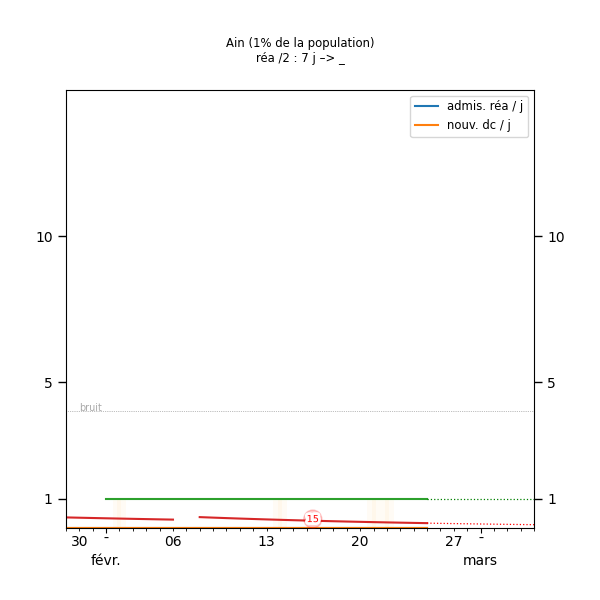 Ain (1% de la population)
réa /2 : 7 j –> _
admis. réa / j
nouv. dc / j
10 10
5 5
bruit
1 1
15
30 - 06 13 20 27 -
févr. mars